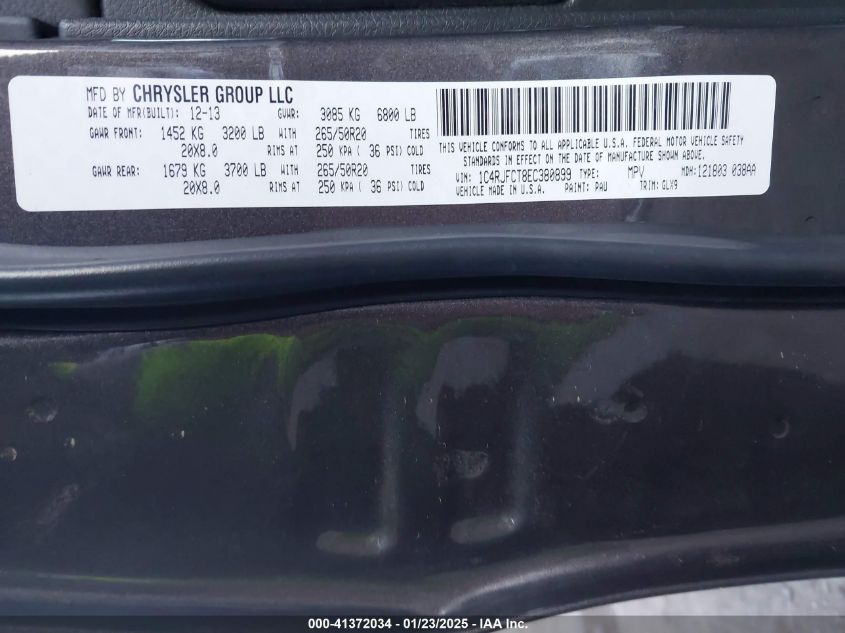 MFD BY CHRYSLER GROUP LLC
DATE OF MFR(BUILT): 12-13 GVWR: 3085 KG 6800 LB
GAWR FRONT: 1452 KG 3200 LB WITH 265/50R20 TIRES
20X8.0 RIMS AT 250 KPA ( 36 PSI) COLD
GAWR REAR: 1679 KG 3700 LB WITH 265/50R20 TIRES
20X8.0 RIMS AT 250 KPA ( 36 PSI) COLD
THIS VEHICLE CONFORMS TO ALL APPLICABLE U.S.A. FEDERAL MOTOR VEHICLE SAFETY
STANDARDS IN EFFECT ON THE DATE OF MANUFACTURE SHOWN ABOVE.
VIN: 1C4RJFCT8EC380899 TYPE: MPV MDH: 121803 038AA
VEHICLE MADE IN U.S.A. PAINT: PAU TRIM: GLX9
000-41372034 / 01/23/2025 / ©IAA, Inc.